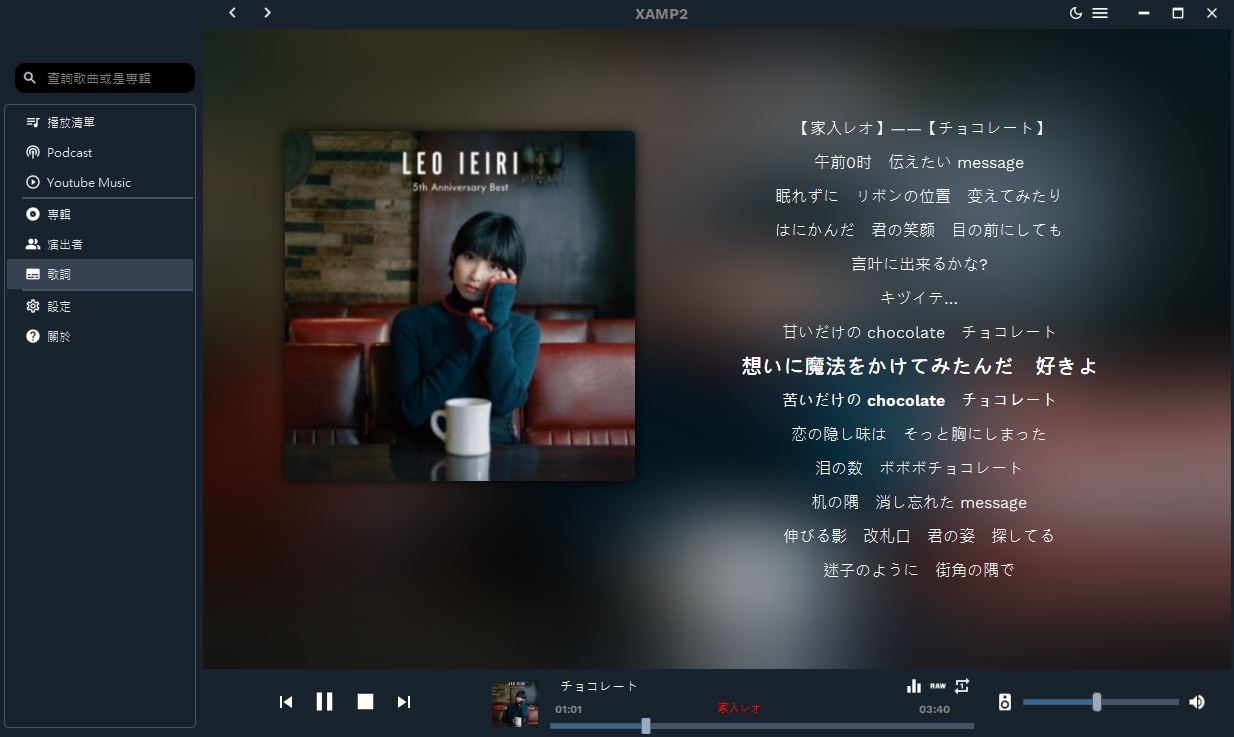 XAMP2
查詢歌曲或是專輯
播放清單
Podcast
Youtube Music
專輯
演出者
歌詞
設定
關於
LEO IEIRI
5th Anniversary Best
【家入レオ】——【チョコレート】
午前0时　伝えたい message
眠れずに　リボンの位置　変えてみたり
はにかんだ　君の笑颜　目の前にしても
言叶に出来るかな?
キヅイテ...
甘いだけの chocolate　チョコレート
想いに魔法をかけてみたんだ　好きよ
苦いだけの chocolate　チョコレート
恋の隠し味は　そっと胸にしまった
泪の数　ボボボチョコレート
机の隅　消し忘れた message
伸びる影　改札口　君の姿　探してる
迷子のように　街角の隅で
チョコレート
RAW
1
01:01
家入レオ
03:40